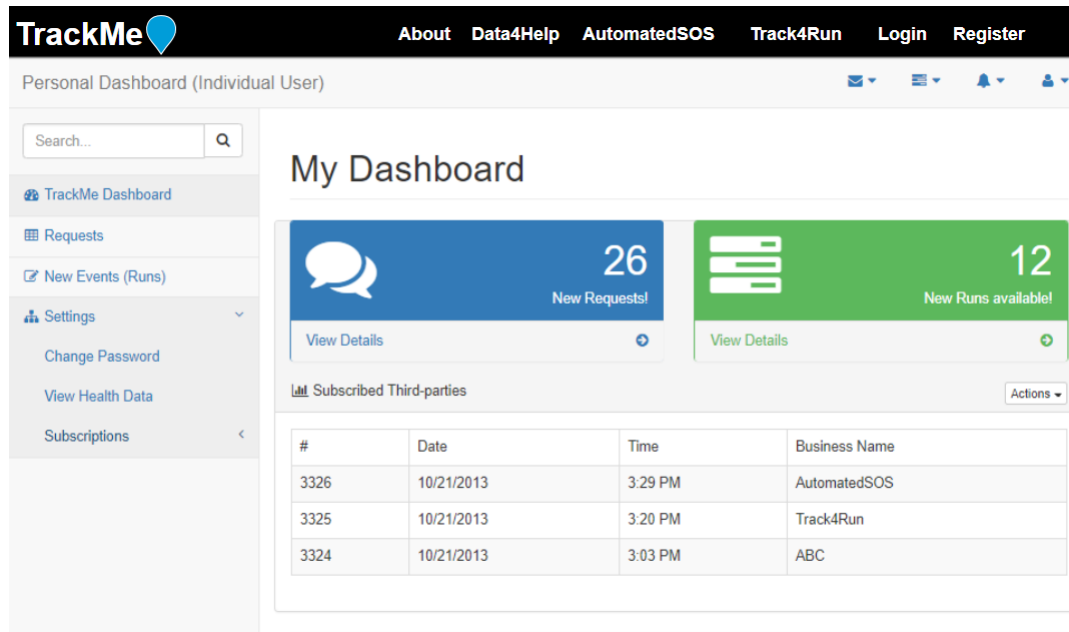 TrackMe
About Data4Help AutomatedSOS Track4Run Login Register
Personal Dashboard (Individual User)
Search...
TrackMe Dashboard
Requests
New Events (Runs)
Settings
Change Password
View Health Data
Subscriptions
My Dashboard
26
New Requests!
View Details
12
New Runs available!
View Details
Subscribed Third-parties
Actions
# Date Time Business Name
3326 10/21/2013 3:29 PM AutomatedSOS
3325 10/21/2013 3:20 PM Track4Run
3324 10/21/2013 3:03 PM ABC